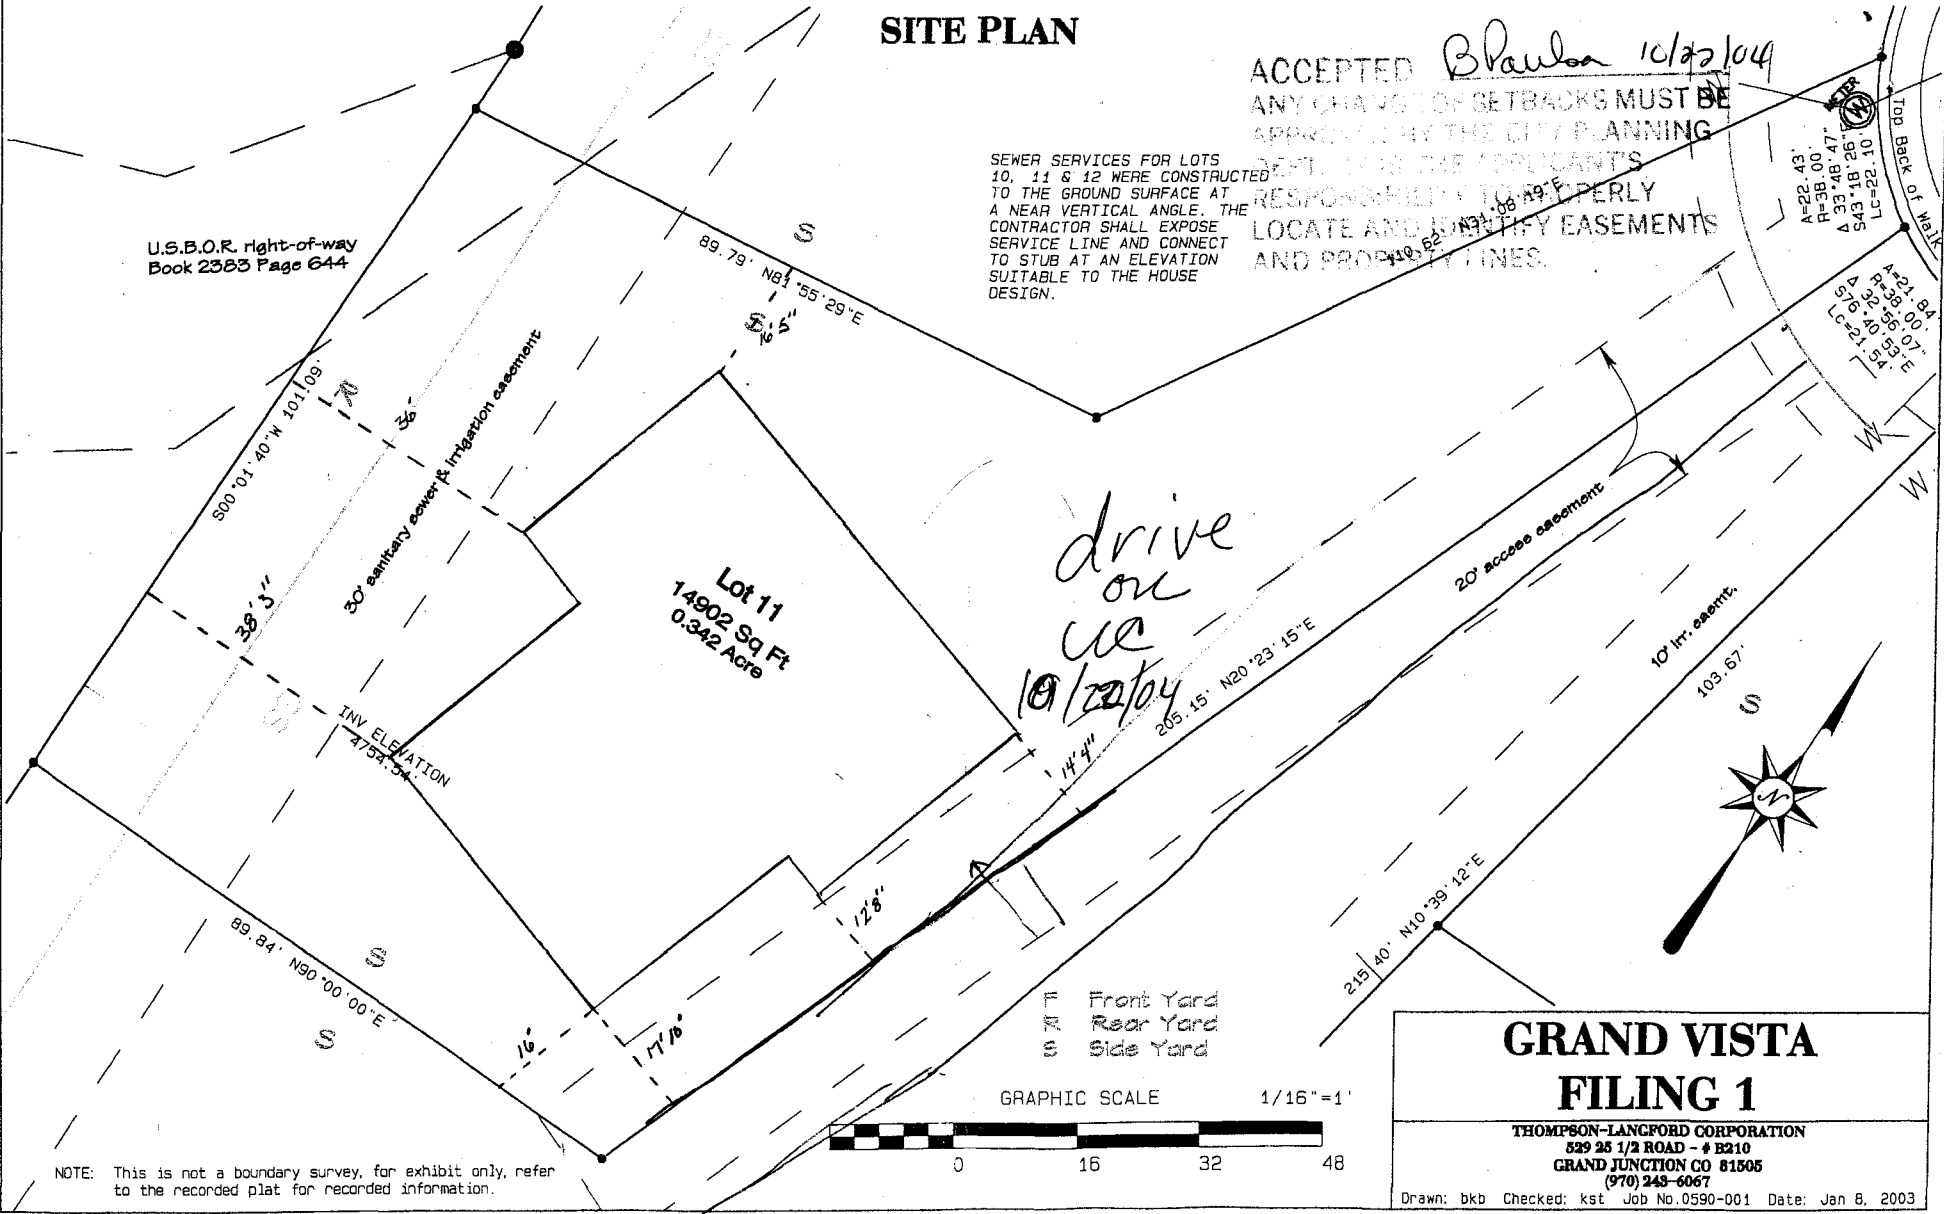 SITE PLAN
ACCEPTED B Paulson 10/22/04
ANY CHANGE OF SETBACKS MUST BE
APPROVED BY THE CITY PLANNING
DEPT. IT IS THE APPLICANT'S
RESPONSIBILITY TO PROPERLY
LOCATE AND IDENTIFY EASEMENTS
AND PROPERTY LINES.
SEWER SERVICES FOR LOTS
10, 11 & 12 WERE CONSTRUCTED
TO THE GROUND SURFACE AT
A NEAR VERTICAL ANGLE. THE
CONTRACTOR SHALL EXPOSE
SERVICE LINE AND CONNECT
TO STUB AT AN ELEVATION
SUITABLE TO THE HOUSE
DESIGN.
METER
W
A=22.43'
R=38.00'
Δ 33°48'47"
S43°18'26"E
LC=22.10'
Top Back of Walk
A=21.84'
R=38.00'
Δ 32°56'07"
S76°40'53"E
LC=21.54'
U.S.B.O.R. right-of-way
Book 2383 Page 644
S
89.79' N81°55'29"E
S
16'5"
N31°08'49"E
R
36'
S00°01'40"W 101.09'
30' sanitary sewer & irrigation easement
38'3"
INV ELEVATION
4754.54'
Lot 11
14902 Sq Ft
0.342 Acre
drive
ok
10/22/04
205.15' N20°23'15"E
14'4"
12'8"
20' access easement
10' irr. easmt.
103.67'
S
W
W
N
215.40' N10°39'12"E
89.84' N90°00'00"E
S
S
16'
17'10"
F Front Yard
R Rear Yard
S Side Yard
GRAPHIC SCALE 1/16"=1'
0 16 32 48
NOTE: This is not a boundary survey, for exhibit only, refer
to the recorded plat for recorded information.
GRAND VISTA
FILING 1
THOMPSON-LANGFORD CORPORATION
529 25 1/2 ROAD - # B210
GRAND JUNCTION CO 81505
(970) 243-6067
Drawn: bkb Checked: kst Job No.0590-001 Date: Jan 8, 2003